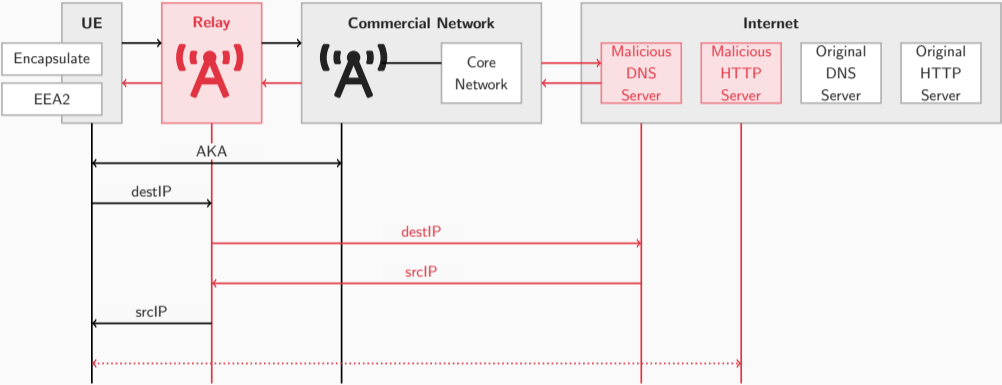 UE
Encapsulate
EEA2
Relay
Commercial Network
Core
Network
Internet
Malicious
DNS
Server
Malicious
HTTP
Server
Original
DNS
Server
Original
HTTP
Server
AKA
destIP
destIP
srcIP
srcIP